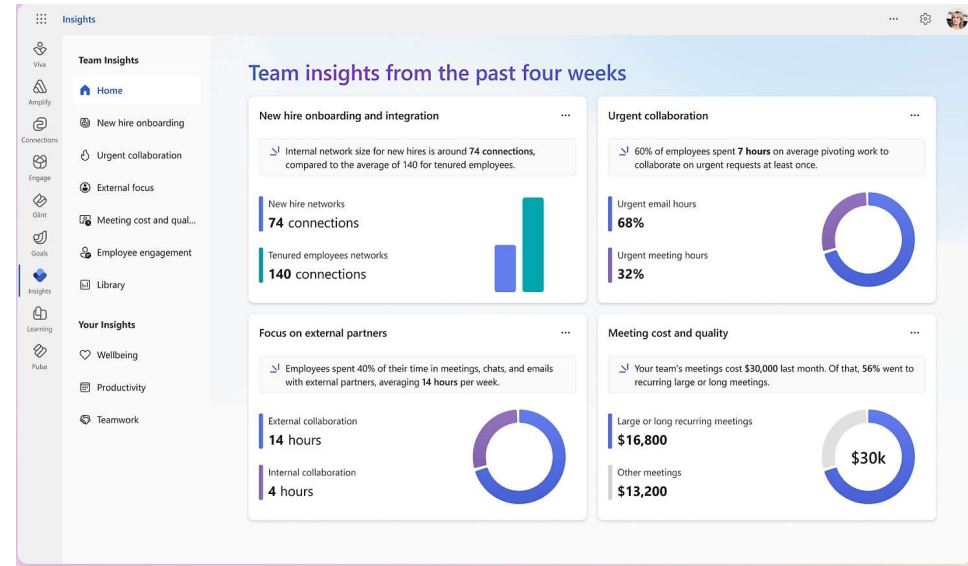 Insights
Viva
Amplify
Connections
Engage
Glint
Goals
Insights
Learning
Pulse
Team Insights
Home
New hire onboarding
Urgent collaboration
External focus
Meeting cost and qual...
Employee engagement
Library
Your Insights
Wellbeing
Productivity
Teamwork
Team insights from the past four weeks
New hire onboarding and integration
Internal network size for new hires is around 74 connections,
compared to the average of 140 for tenured employees.
New hire networks
74 connections
Tenured employees networks
140 connections
Urgent collaboration
60% of employees spent 7 hours on average pivoting work to
collaborate on urgent requests at least once.
Urgent email hours
68%
Urgent meeting hours
32%
Focus on external partners
Employees spent 40% of their time in meetings, chats, and emails
with external partners, averaging 14 hours per week.
External collaboration
14 hours
Internal collaboration
4 hours
Meeting cost and quality
Your team's meetings cost $30,000 last month. Of that, 56% went to
recurring large or long meetings.
Large or long recurring meetings
$16,800
Other meetings
$13,200
$30k